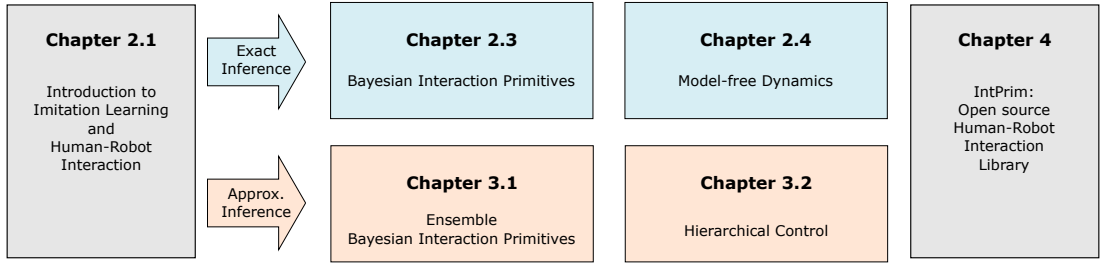 Chapter 2.1
Introduction to
Imitation Learning
and
Human-Robot
Interaction
Exact
Inference
Chapter 2.3
Bayesian Interaction Primitives
Chapter 2.4
Model-free Dynamics
Approx.
Inference
Chapter 3.1
Ensemble
Bayesian Interaction Primitives
Chapter 3.2
Hierarchical Control
Chapter 4
IntPrim:
Open source
Human-Robot
Interaction
Library